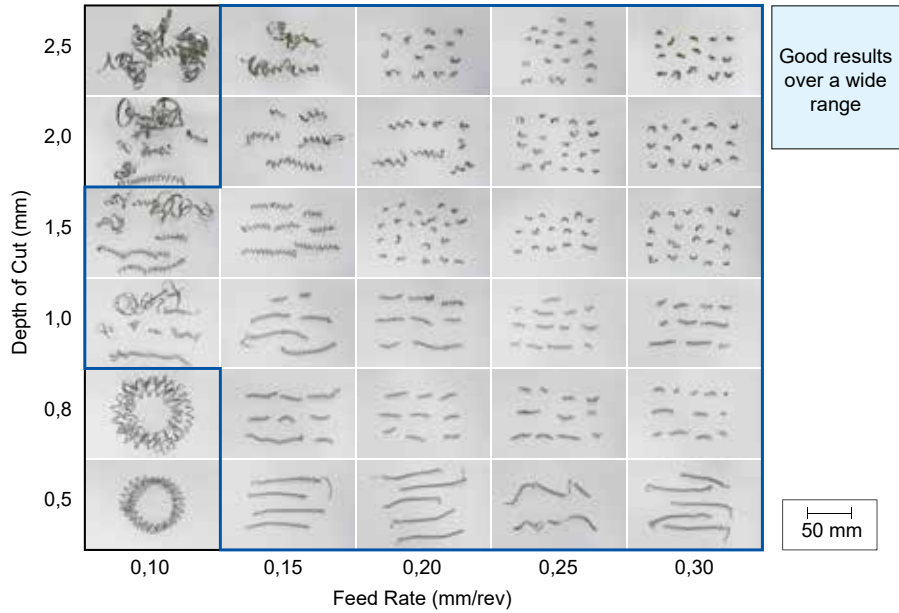 2,5
2,0
1,5
1,0
0,8
0,5
Depth of Cut (mm)
0,10
0,15
0,20
0,25
0,30
Feed Rate (mm/rev)
Good results
over a wide
range
50 mm